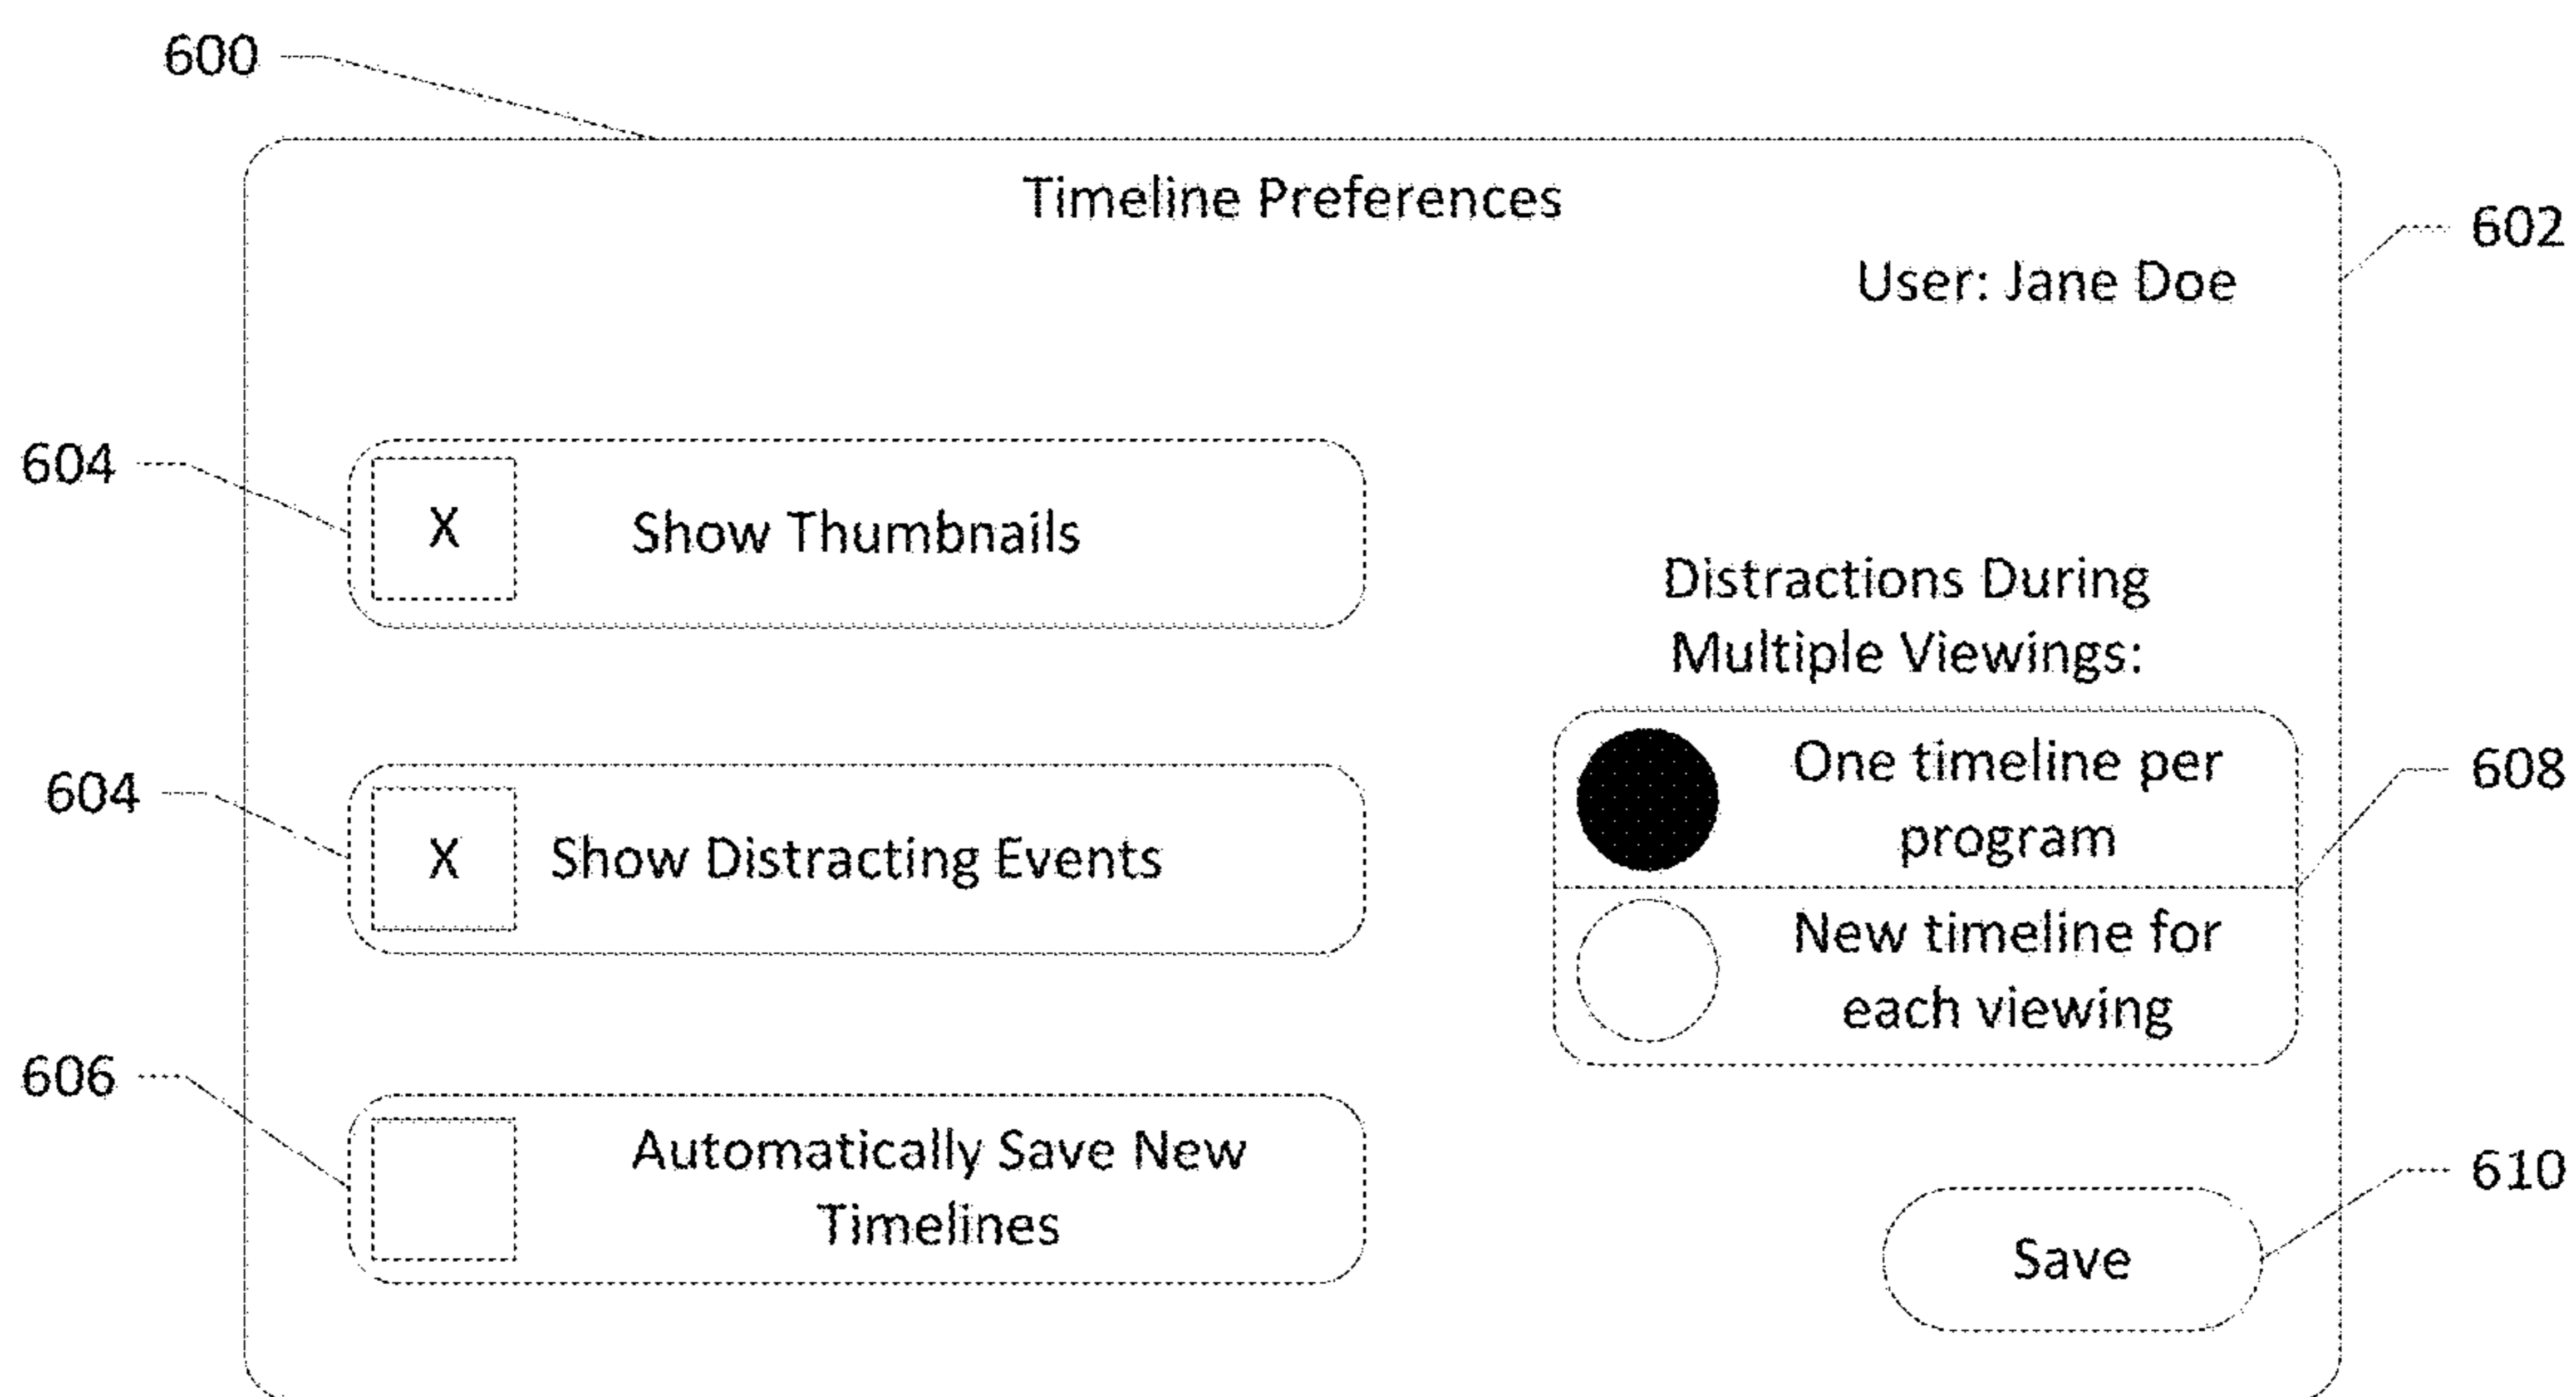 600
Timeline Preferences
602
User: Jane Doe
604
X
Show Thumbnails
Distractions During
Multiple Viewings:
One timeline per
program
608
604
X
Show Distracting Events
New timeline for
each viewing
606
Automatically Save New
Timelines
610
Save